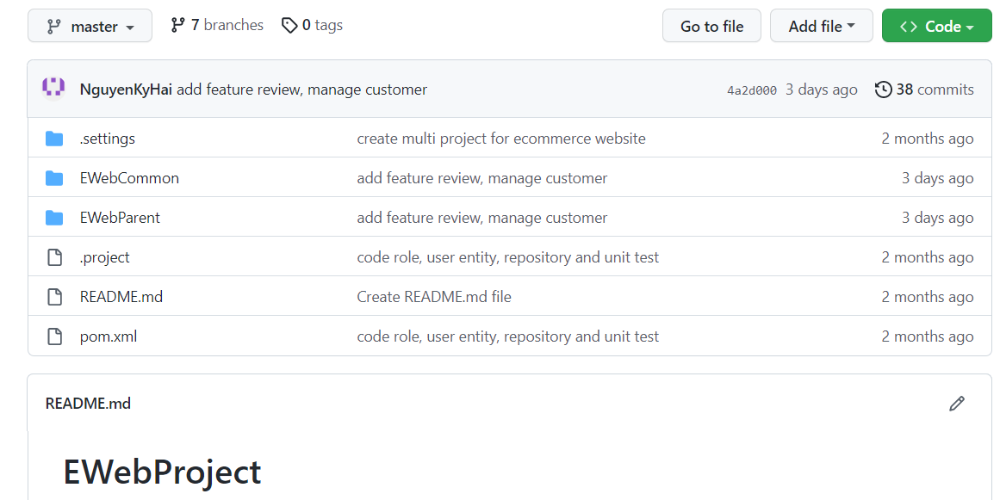 master 7 branches 0 tags Go to file Add file Code
NguyenKyHai add feature review, manage customer 4a2d000 3 days ago 38 commits
.settings create multi project for ecommerce website 2 months ago
EWebCommon add feature review, manage customer 3 days ago
EWebParent add feature review, manage customer 3 days ago
.project code role, user entity, repository and unit test 2 months ago
README.md Create README.md file 2 months ago
pom.xml code role, user entity, repository and unit test 2 months ago
README.md
EWebProject